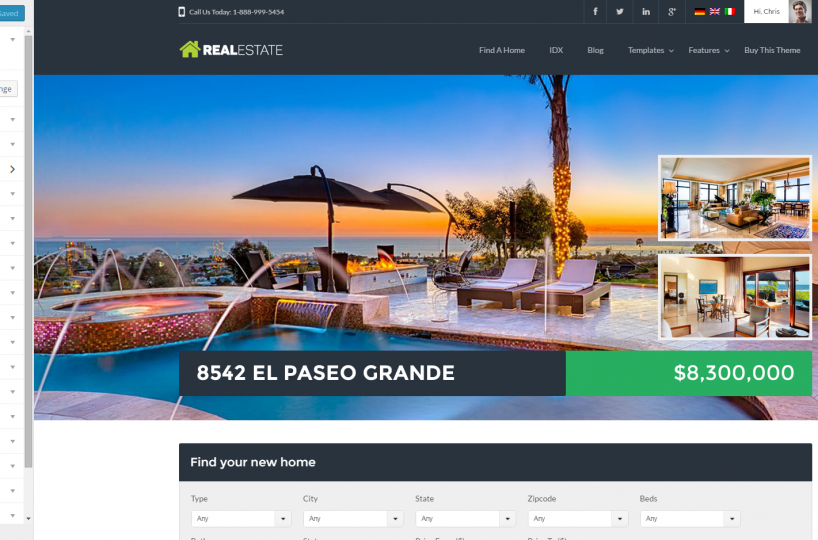 Saved
Call Us Today: 1-888-999-5454
Hi, Chris
REALESTATE
Find A Home
IDX
Blog
Templates
Features
Buy This Theme
nge
8542 EL PASEO GRANDE
$8,300,000
Find your new home
Type
City
State
Zipcode
Beds
Any
Any
Any
Any
Any